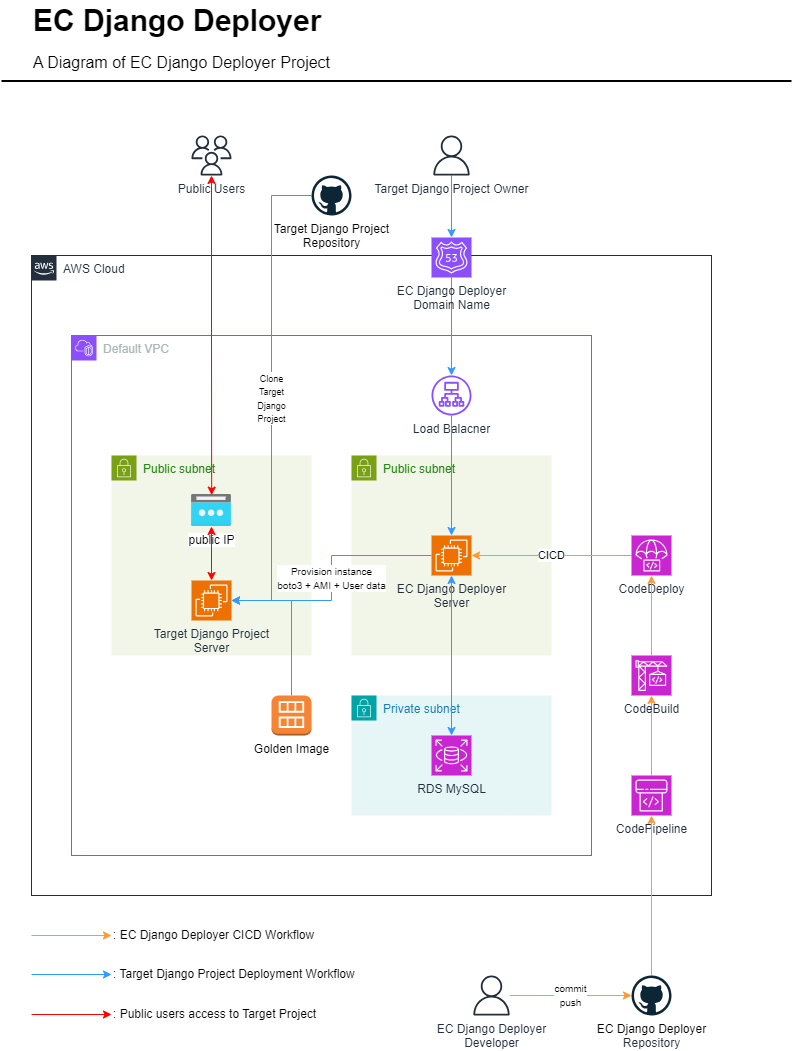 EC Django Deployer
A Diagram of EC Django Deployer Project
Public Users
Target Django Project Owner
Target Django Project
Repository
aws
AWS Cloud
53
EC Django Deployer
Domain Name
Default VPC
Clone
Target
Django
Project
Load Balacner
Public subnet
Public subnet
public IP
CICD
Provision instance
boto3 + AMI + User data
EC Django Deployer
Server
CodeDeploy
Target Django Project
Server
Golden Image
Private subnet
CodeBuild
RDS MySQL
CodePipeline
: EC Django Deployer CICD Workflow
: Target Django Project Deployment Workflow
: Public users access to Target Project
commit
push
EC Django Deployer
Developer
EC Django Deployer
Repository